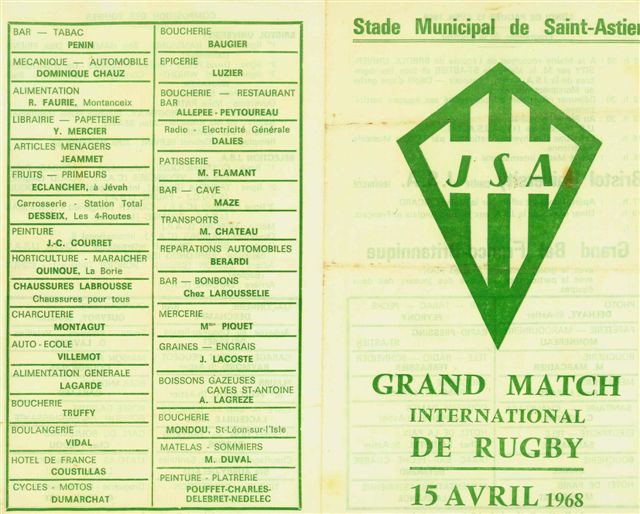 BAR — TABAC
PENIN
MECANIQUE — AUTOMOBILE
DOMINIQUE CHAUZ
ALIMENTATION
R. FAURIE, Montanceix
LIBRAIRIE — PAPETERIE
Y. MERCIER
ARTICLES MENAGERS
JEAMMET
FRUITS — PRIMEURS
ECLANCHER, à Jévah
Carrosserie - Station Total
DESSEIX, Les 4-Routes
PEINTURE
J.-C. COURRET
HORTICULTURE - MARAICHER
QUINQUE, La Borie
CHAUSSURES LABROUSSE
Chaussures pour tous
CHARCUTERIE
MONTAGUT
AUTO - ECOLE
VILLEMOT
ALIMENTATION GENERALE
LAGARDE
BOUCHERIE
TRUFFY
BOULANGERIE
VIDAL
HOTEL DE FRANCE
COUSTILLAS
CYCLES - MOTOS
DUMARCHAT
BOUCHERIE
BAUGIER
EPICERIE
LUZIER
BOUCHERIE — RESTAURANT
BAR
ALLEPEE - PEYTOUREAU
Radio - Electricité Générale
DALIES
PATISSERIE
M. FLAMANT
BAR — CAVE
MAZE
TRANSPORTS
M. CHATEAU
REPARATIONS AUTOMOBILES
BERARDI
BAR — BONBONS
Chez LAROUSSELIE
MERCERIE
Mme PIQUET
GRAINES — ENGRAIS
J. LACOSTE
BOISSONS GAZEUSES
CAVES ST-ANTOINE
A. LAGREZE
BOUCHERIE
MONDOU, St-Léon-sur-l'Isle
MATELAS - SOMMIERS
M. DUVAL
PEINTURE - PLATRERIE
POUFFET-CHARLES-
DELEBRET-NEDELEC
Stade Municipal de Saint-Astier
J S A
GRAND MATCH
INTERNATIONAL
DE RUGBY
15 AVRIL 1968